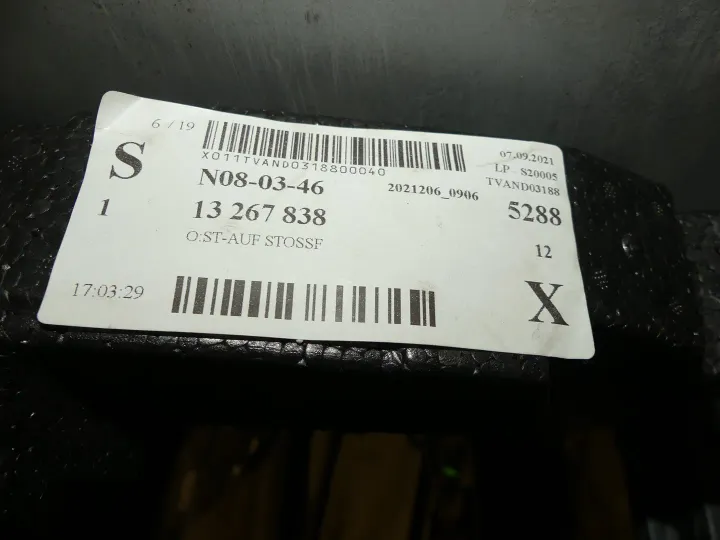 6 / 19
X011TVAND0318800040
07.09.2021
LP S20005
TVAND03188
S
N08-03-46
2021206_0906
1
13 267 838
5288
O:ST-AUF STOSSF
12
17:03:29
X